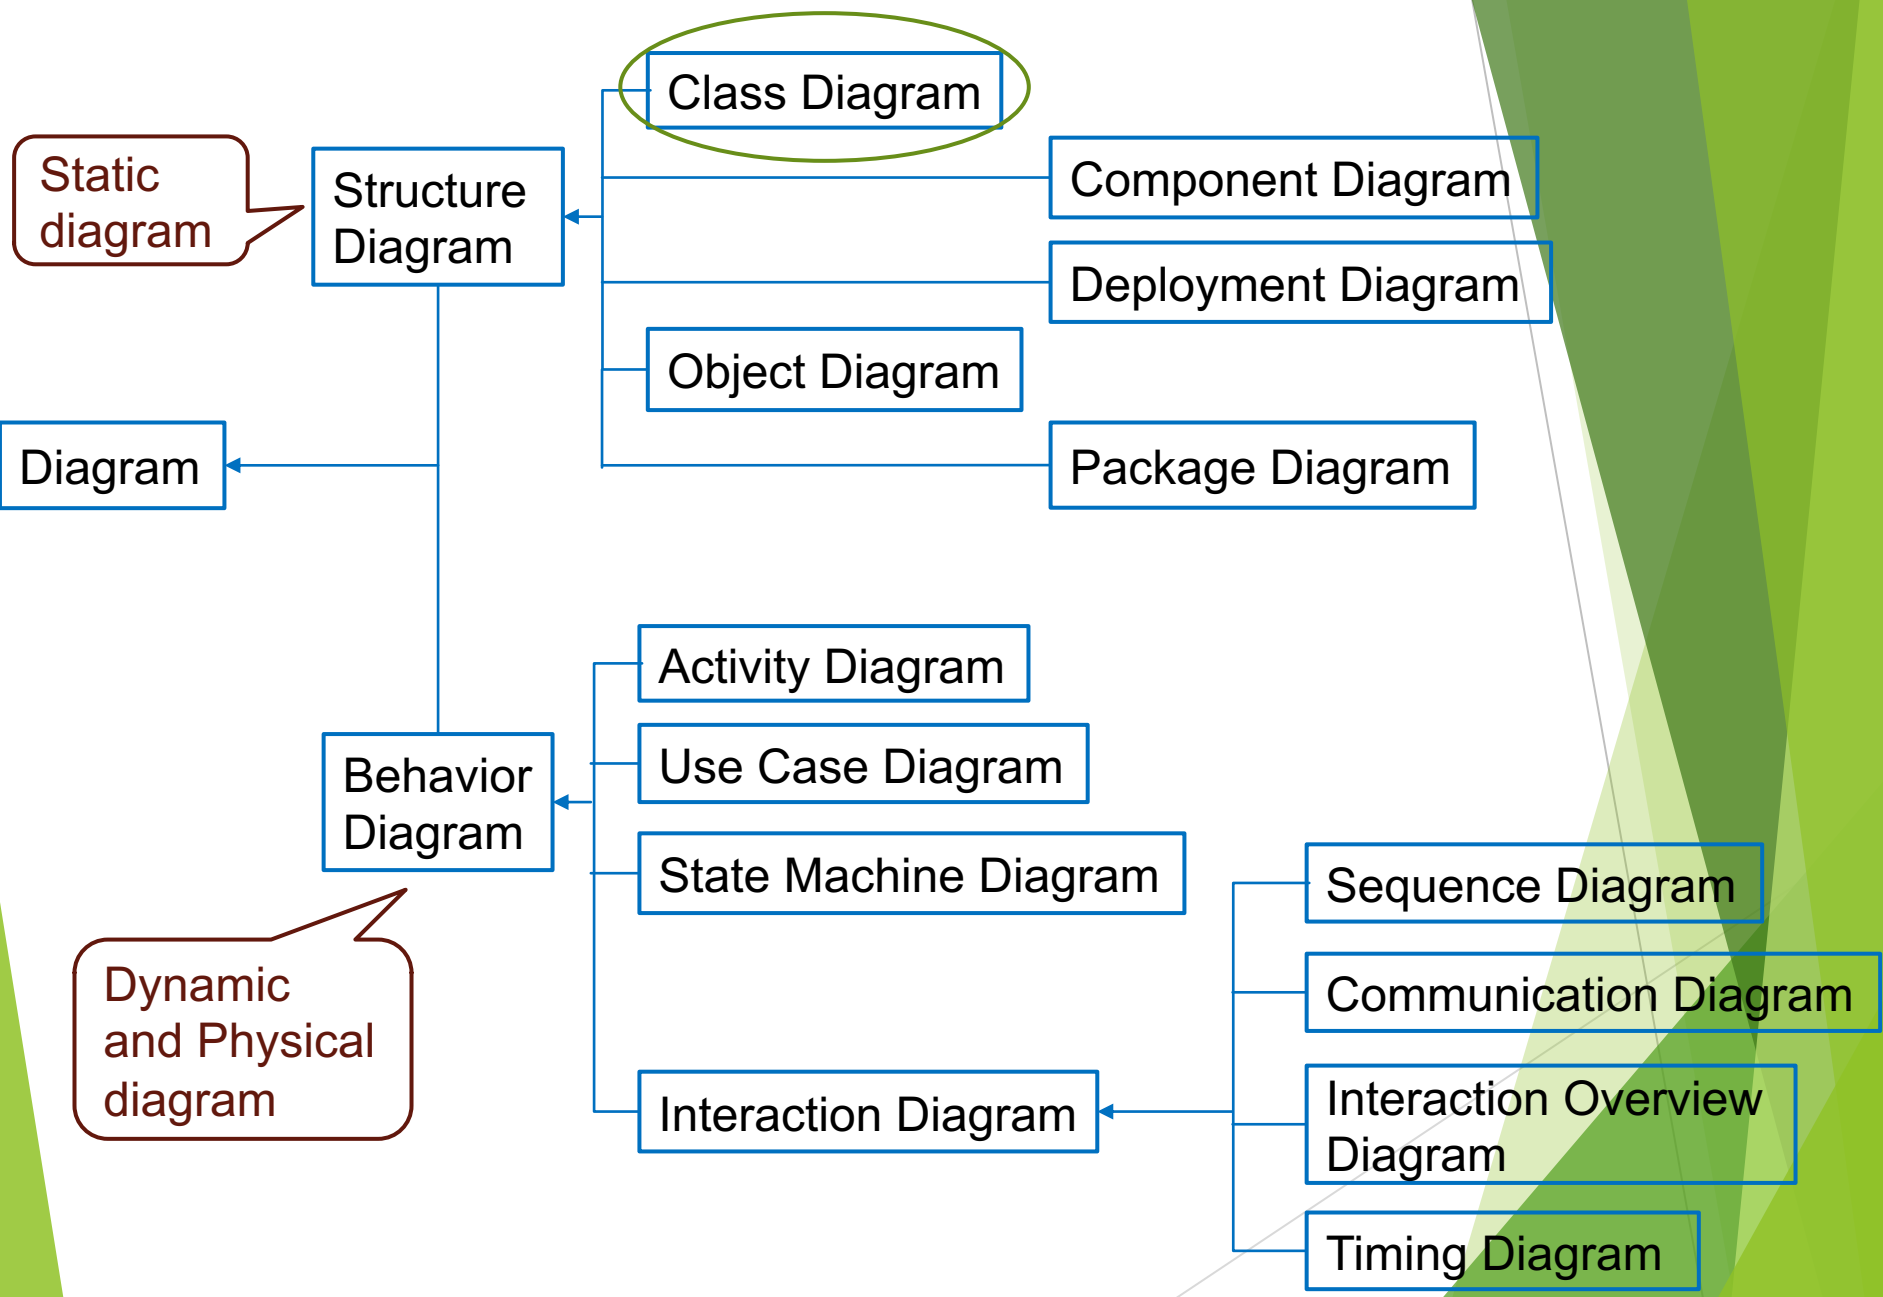 Class Diagram
Static
diagram
Structure
Diagram
Component Diagram
Deployment Diagram
Object Diagram
Diagram
Package Diagram
Activity Diagram
Use Case Diagram
Behavior
Diagram
State Machine Diagram
Sequence Diagram
Dynamic
and Physical
diagram
Communication Diagram
Interaction Diagram
Interaction Overview
Diagram
Timing Diagram